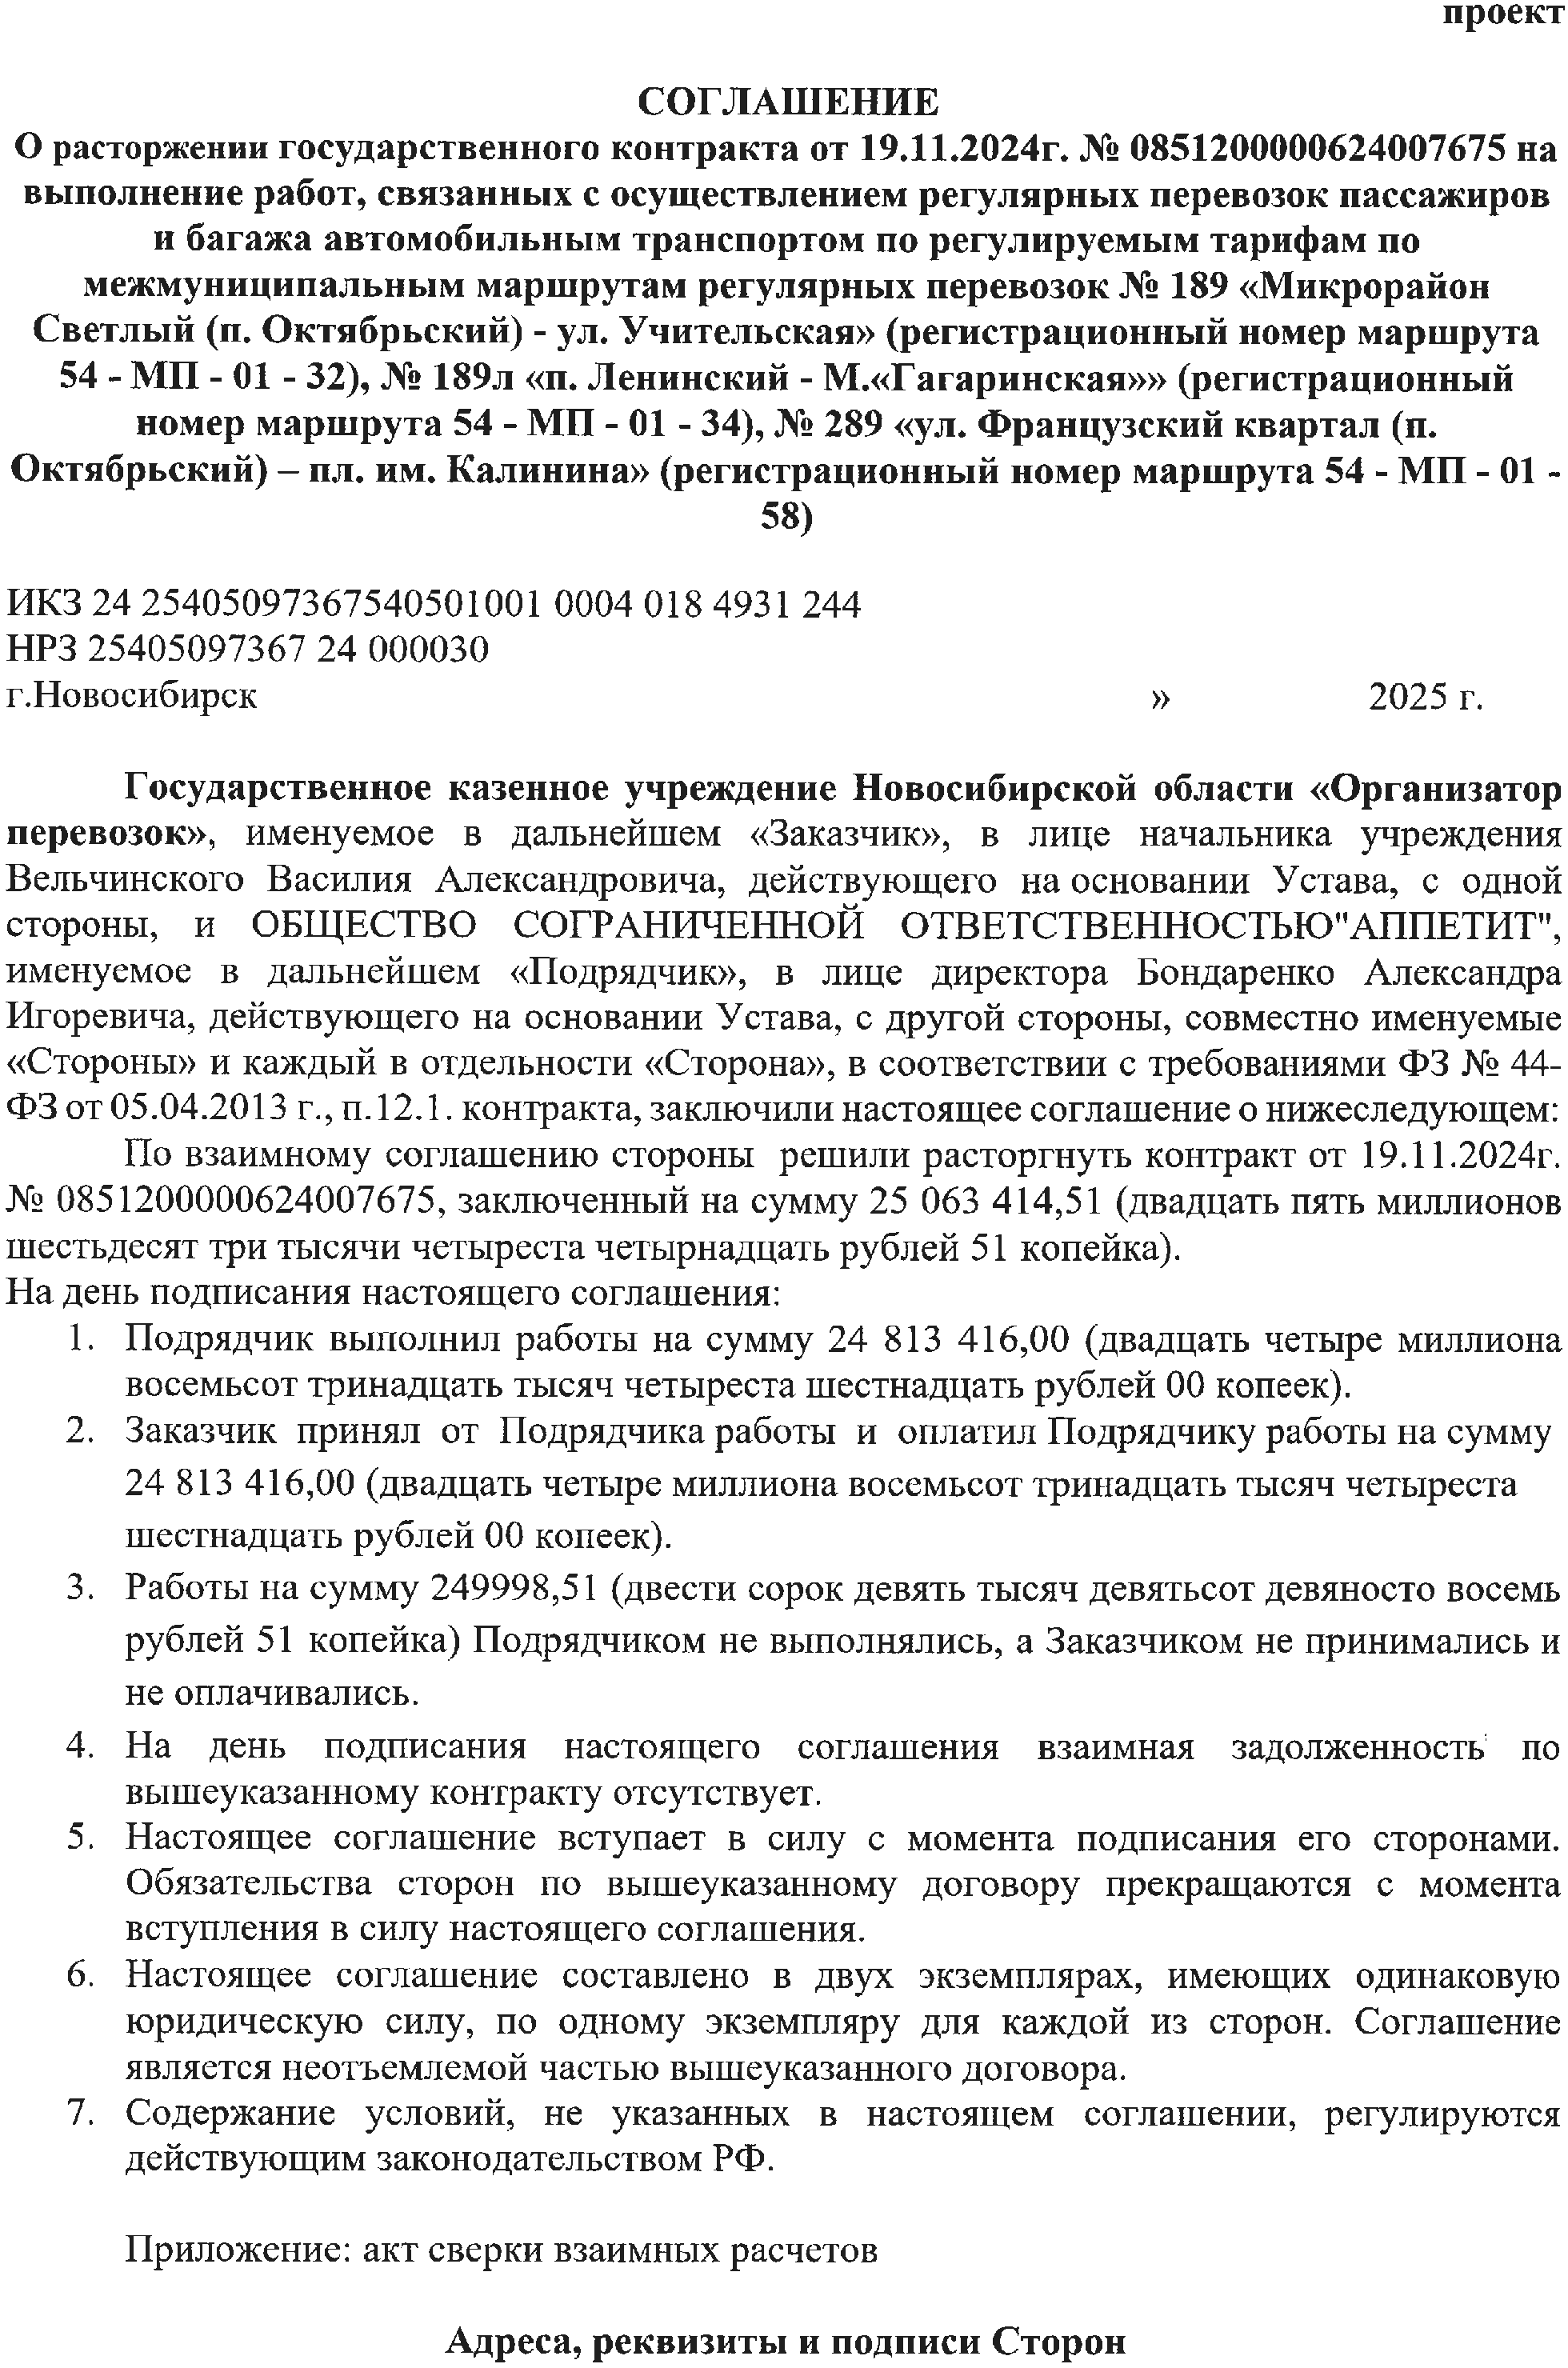 проект
СОГЛАШЕНИЕ
О расторжении государственного контракта от 19.11.2024г. № 0851200000624007675 на
выполнение работ, связанных с осуществлением регулярных перевозок пассажиров
и багажа автомобильным транспортом по регулируемым тарифам по
межмуниципальным маршрутам регулярных перевозок № 189 «Микрорайон
Светлый (п. Октябрьский) - ул. Учительская» (регистрационный номер маршрута
54 - МП - 01 - 32), № 189л «п. Ленинский - М.«Гагаринская»» (регистрационный
номер маршрута 54 - МП - 01 - 34), № 289 «ул. Французский квартал (п.
Октябрьский) – пл. им. Калинина» (регистрационный номер маршрута 54 - МП - 01 -
58)
ИКЗ 24 25405097367540501001 0004 018 4931 244
НРЗ 25405097367 24 000030
г.Новосибирск » 2025 г.
Государственное казенное учреждение Новосибирской области «Организатор
перевозок», именуемое в дальнейшем «Заказчик», в лице начальника учреждения
Вельчинского Василия Александровича, действующего на основании Устава, с одной
стороны, и ОБЩЕСТВО СОГРАНИЧЕННОЙ ОТВЕТСТВЕННОСТЬЮ"АППЕТИТ",
именуемое в дальнейшем «Подрядчик», в лице директора Бондаренко Александра
Игоревича, действующего на основании Устава, с другой стороны, совместно именуемые
«Стороны» и каждый в отдельности «Сторона», в соответствии с требованиями ФЗ № 44-
ФЗ от 05.04.2013 г., п.12.1. контракта, заключили настоящее соглашение о нижеследующем:
По взаимному соглашению стороны решили расторгнуть контракт от 19.11.2024г.
№ 0851200000624007675, заключенный на сумму 25 063 414,51 (двадцать пять миллионов
шестьдесят три тысячи четыреста четырнадцать рублей 51 копейка).
На день подписания настоящего соглашения:
1. Подрядчик выполнил работы на сумму 24 813 416,00 (двадцать четыре миллиона
восемьсот тринадцать тысяч четыреста шестнадцать рублей 00 копеек).
2. Заказчик принял от Подрядчика работы и оплатил Подрядчику работы на сумму
24 813 416,00 (двадцать четыре миллиона восемьсот тринадцать тысяч четыреста
шестнадцать рублей 00 копеек).
3. Работы на сумму 249998,51 (двести сорок девять тысяч девятьсот девяносто восемь
рублей 51 копейка) Подрядчиком не выполнялись, а Заказчиком не принимались и
не оплачивались.
4. На день подписания настоящего соглашения взаимная задолженность по
вышеуказанному контракту отсутствует.
5. Настоящее соглашение вступает в силу с момента подписания его сторонами.
Обязательства сторон по вышеуказанному договору прекращаются с момента
вступления в силу настоящего соглашения.
6. Настоящее соглашение составлено в двух экземплярах, имеющих одинаковую
юридическую силу, по одному экземпляру для каждой из сторон. Соглашение
является неотъемлемой частью вышеуказанного договора.
7. Содержание условий, не указанных в настоящем соглашении, регулируются
действующим законодательством РФ.
Приложение: акт сверки взаимных расчетов
Адреса, реквизиты и подписи Сторон